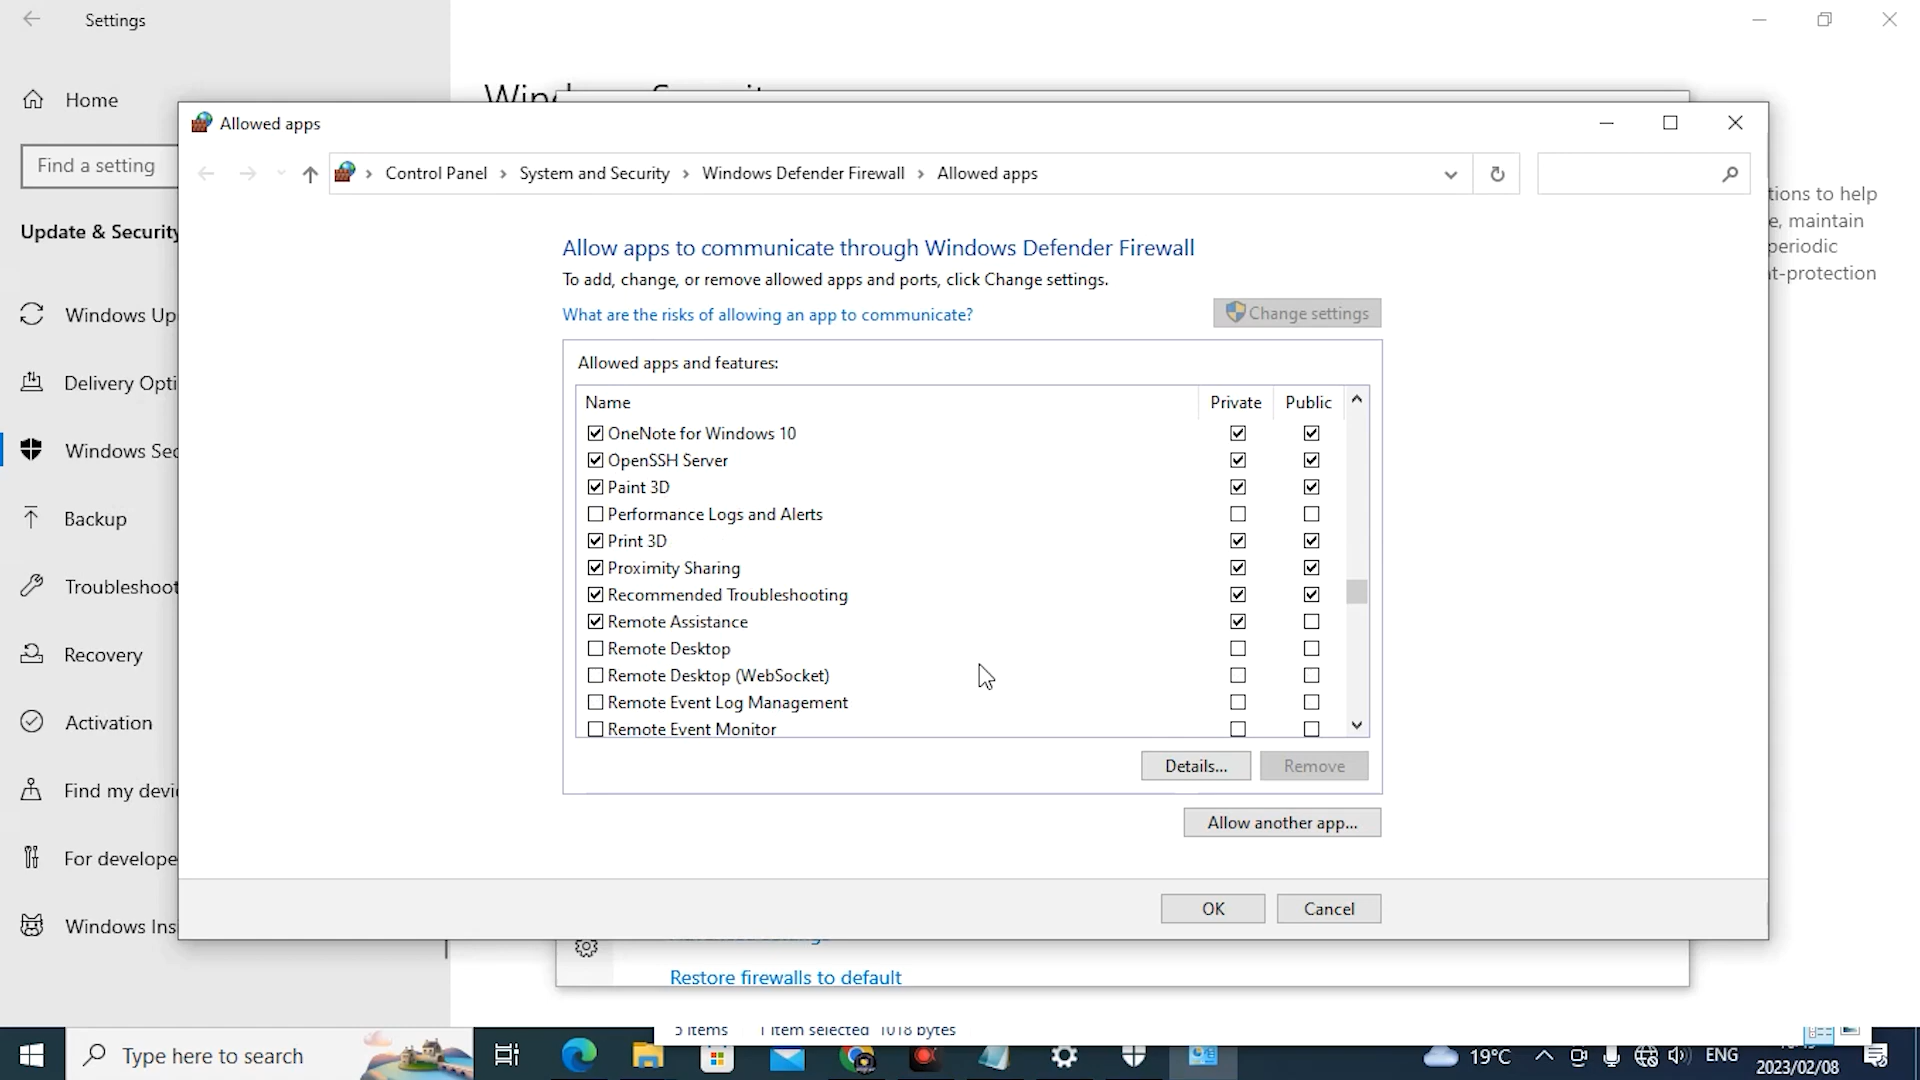 Settings
Home
Find a setting
Update & Security
Windows Up
Delivery Opti
Windows Sec
Backup
Troubleshoot
Recovery
Activation
Find my devi
For develope
Windows Ins
tions to help
e, maintain
periodic
t-protection
Allowed apps
Control Panel > System and Security > Windows Defender Firewall > Allowed apps
Allow apps to communicate through Windows Defender Firewall
To add, change, or remove allowed apps and ports, click Change settings.
What are the risks of allowing an app to communicate?
Change settings
Allowed apps and features:
Name Private Public
OneNote for Windows 10
OpenSSH Server
Paint 3D
Performance Logs and Alerts
Print 3D
Proximity Sharing
Recommended Troubleshooting
Remote Assistance
Remote Desktop
Remote Desktop (WebSocket)
Remote Event Log Management
Remote Event Monitor
Details... Remove
Allow another app...
OK Cancel
Restore firewalls to default
5 items 1 item selected 1018 bytes
Type here to search
19°C
ENG
2023/02/08